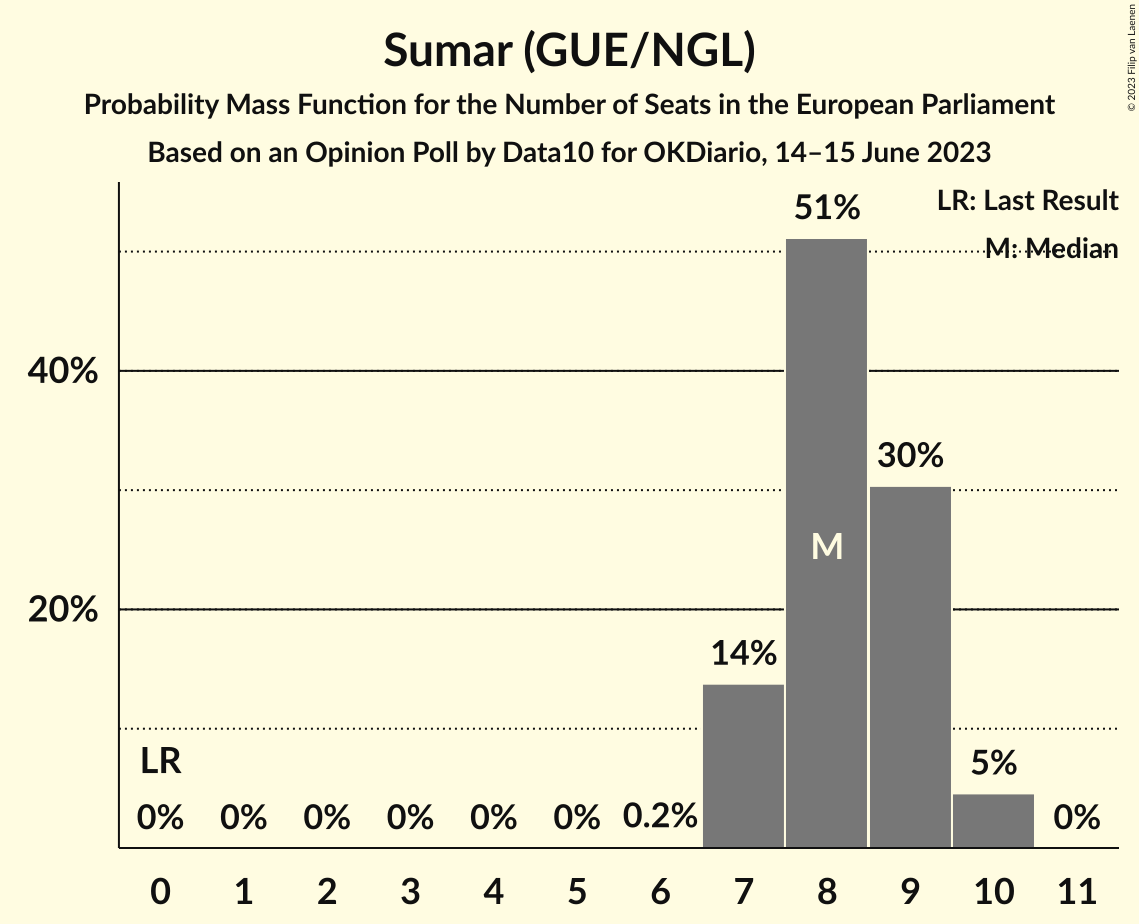 Sumar (GUE/NGL)
Probability Mass Function for the Number of Seats in the European Parliament
Based on an Opinion Poll by Data10 for OKDiario, 14–15 June 2023
© 2023 Filip van Laenen
LR: Last Result
M: Median
51%
40%
30%
M
20%
14%
LR
5%
0% 0% 0% 0% 0% 0% 0.2% 0%
0 1 2 3 4 5 6 7 8 9 10 11